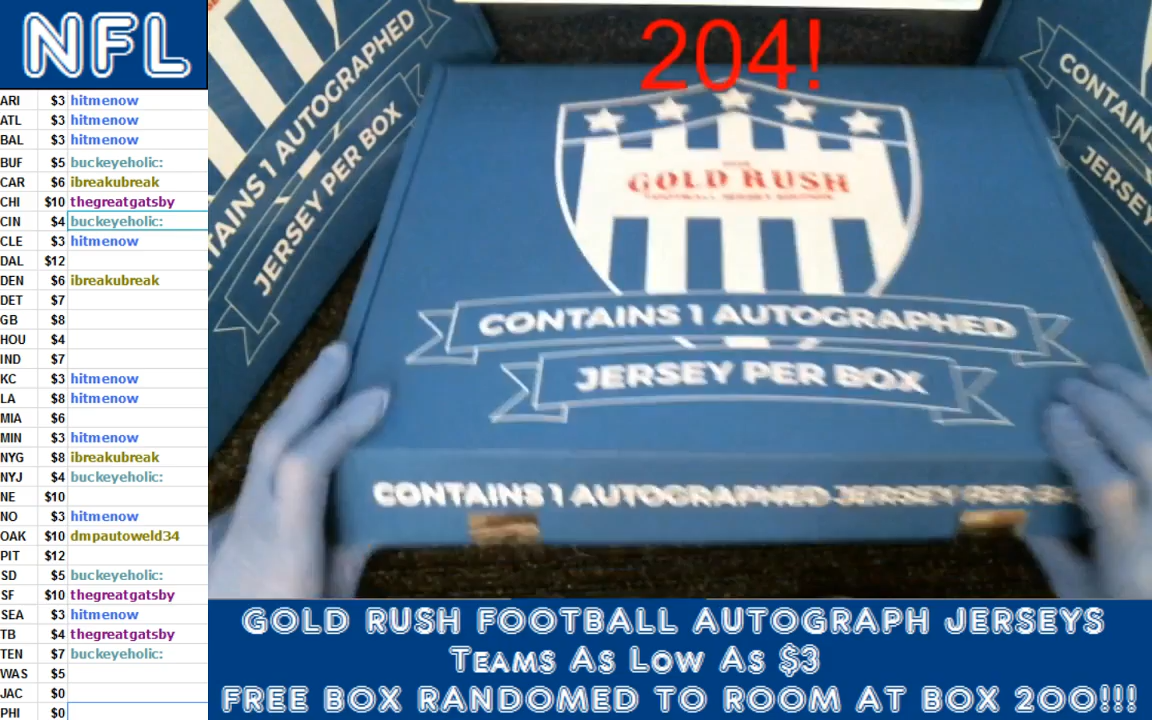 NFL
ARI $3 hitmenow
ATL $3 hitmenow
BAL $3 hitmenow
BUF $5 buckeyeholic:
CAR $6 ibreakubreak
CHI $10 thegreatgatsby
CIN $4 buckeyeholic:
CLE $3 hitmenow
DAL $12
DEN $6 ibreakubreak
DET $7
GB $8
HOU $4
IND $7
KC $3 hitmenow
LA $8 hitmenow
MIA $6
MIN $3 hitmenow
NYG $8 ibreakubreak
NYJ $4 buckeyeholic:
NE $10
NO $3 hitmenow
OAK $10 dmpautoweld34
PIT $12
SD $5 buckeyeholic:
SF $10 thegreatgatsby
SEA $3 hitmenow
TB $4 thegreatgatsby
TEN $7 buckeyeholic:
WAS $5
JAC $0
PHI $0
204!
TAINS 1 AUTOGRAPHED
JERSEY PER BOX
GOLD RUSH
CONTAINS 1 AUTOGRAPHED
JERSEY PER BOX
CONTAINS 1 AUTOGRAPHED JERSEY PER
CONTAINS
JERSEY
GOLD RUSH FOOTBALL AUTOGRAPH JERSEYS
TEAMS AS LOW AS $3
FREE BOX RANDOMED TO ROOM AT BOX 200!!!